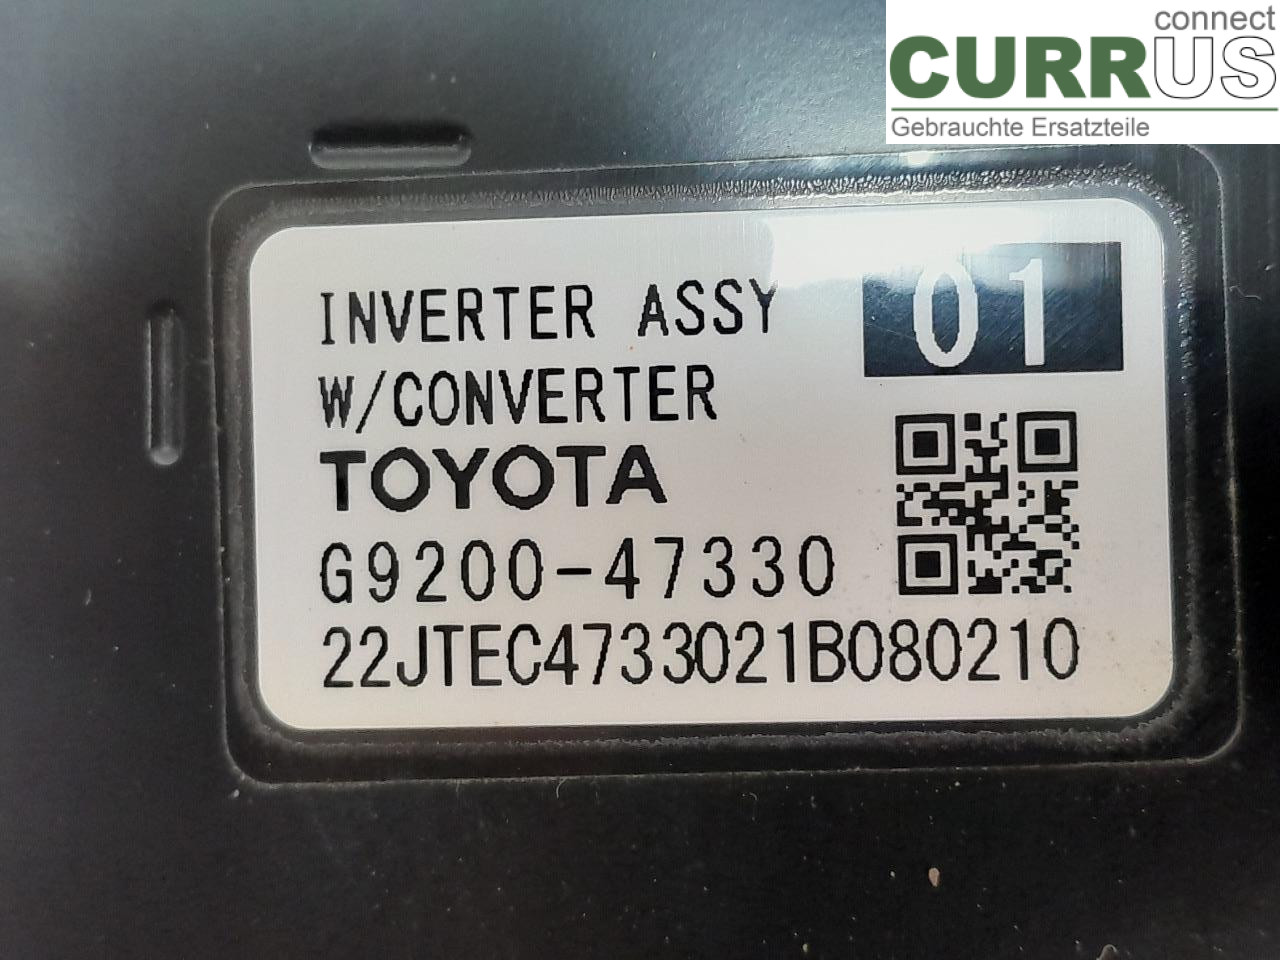 connect
CURRUS
Gebrauchte Ersatzteile
INVERTER ASSY 01
W/CONVERTER
TOYOTA
G9200-47330
22JTEC4733021B080210